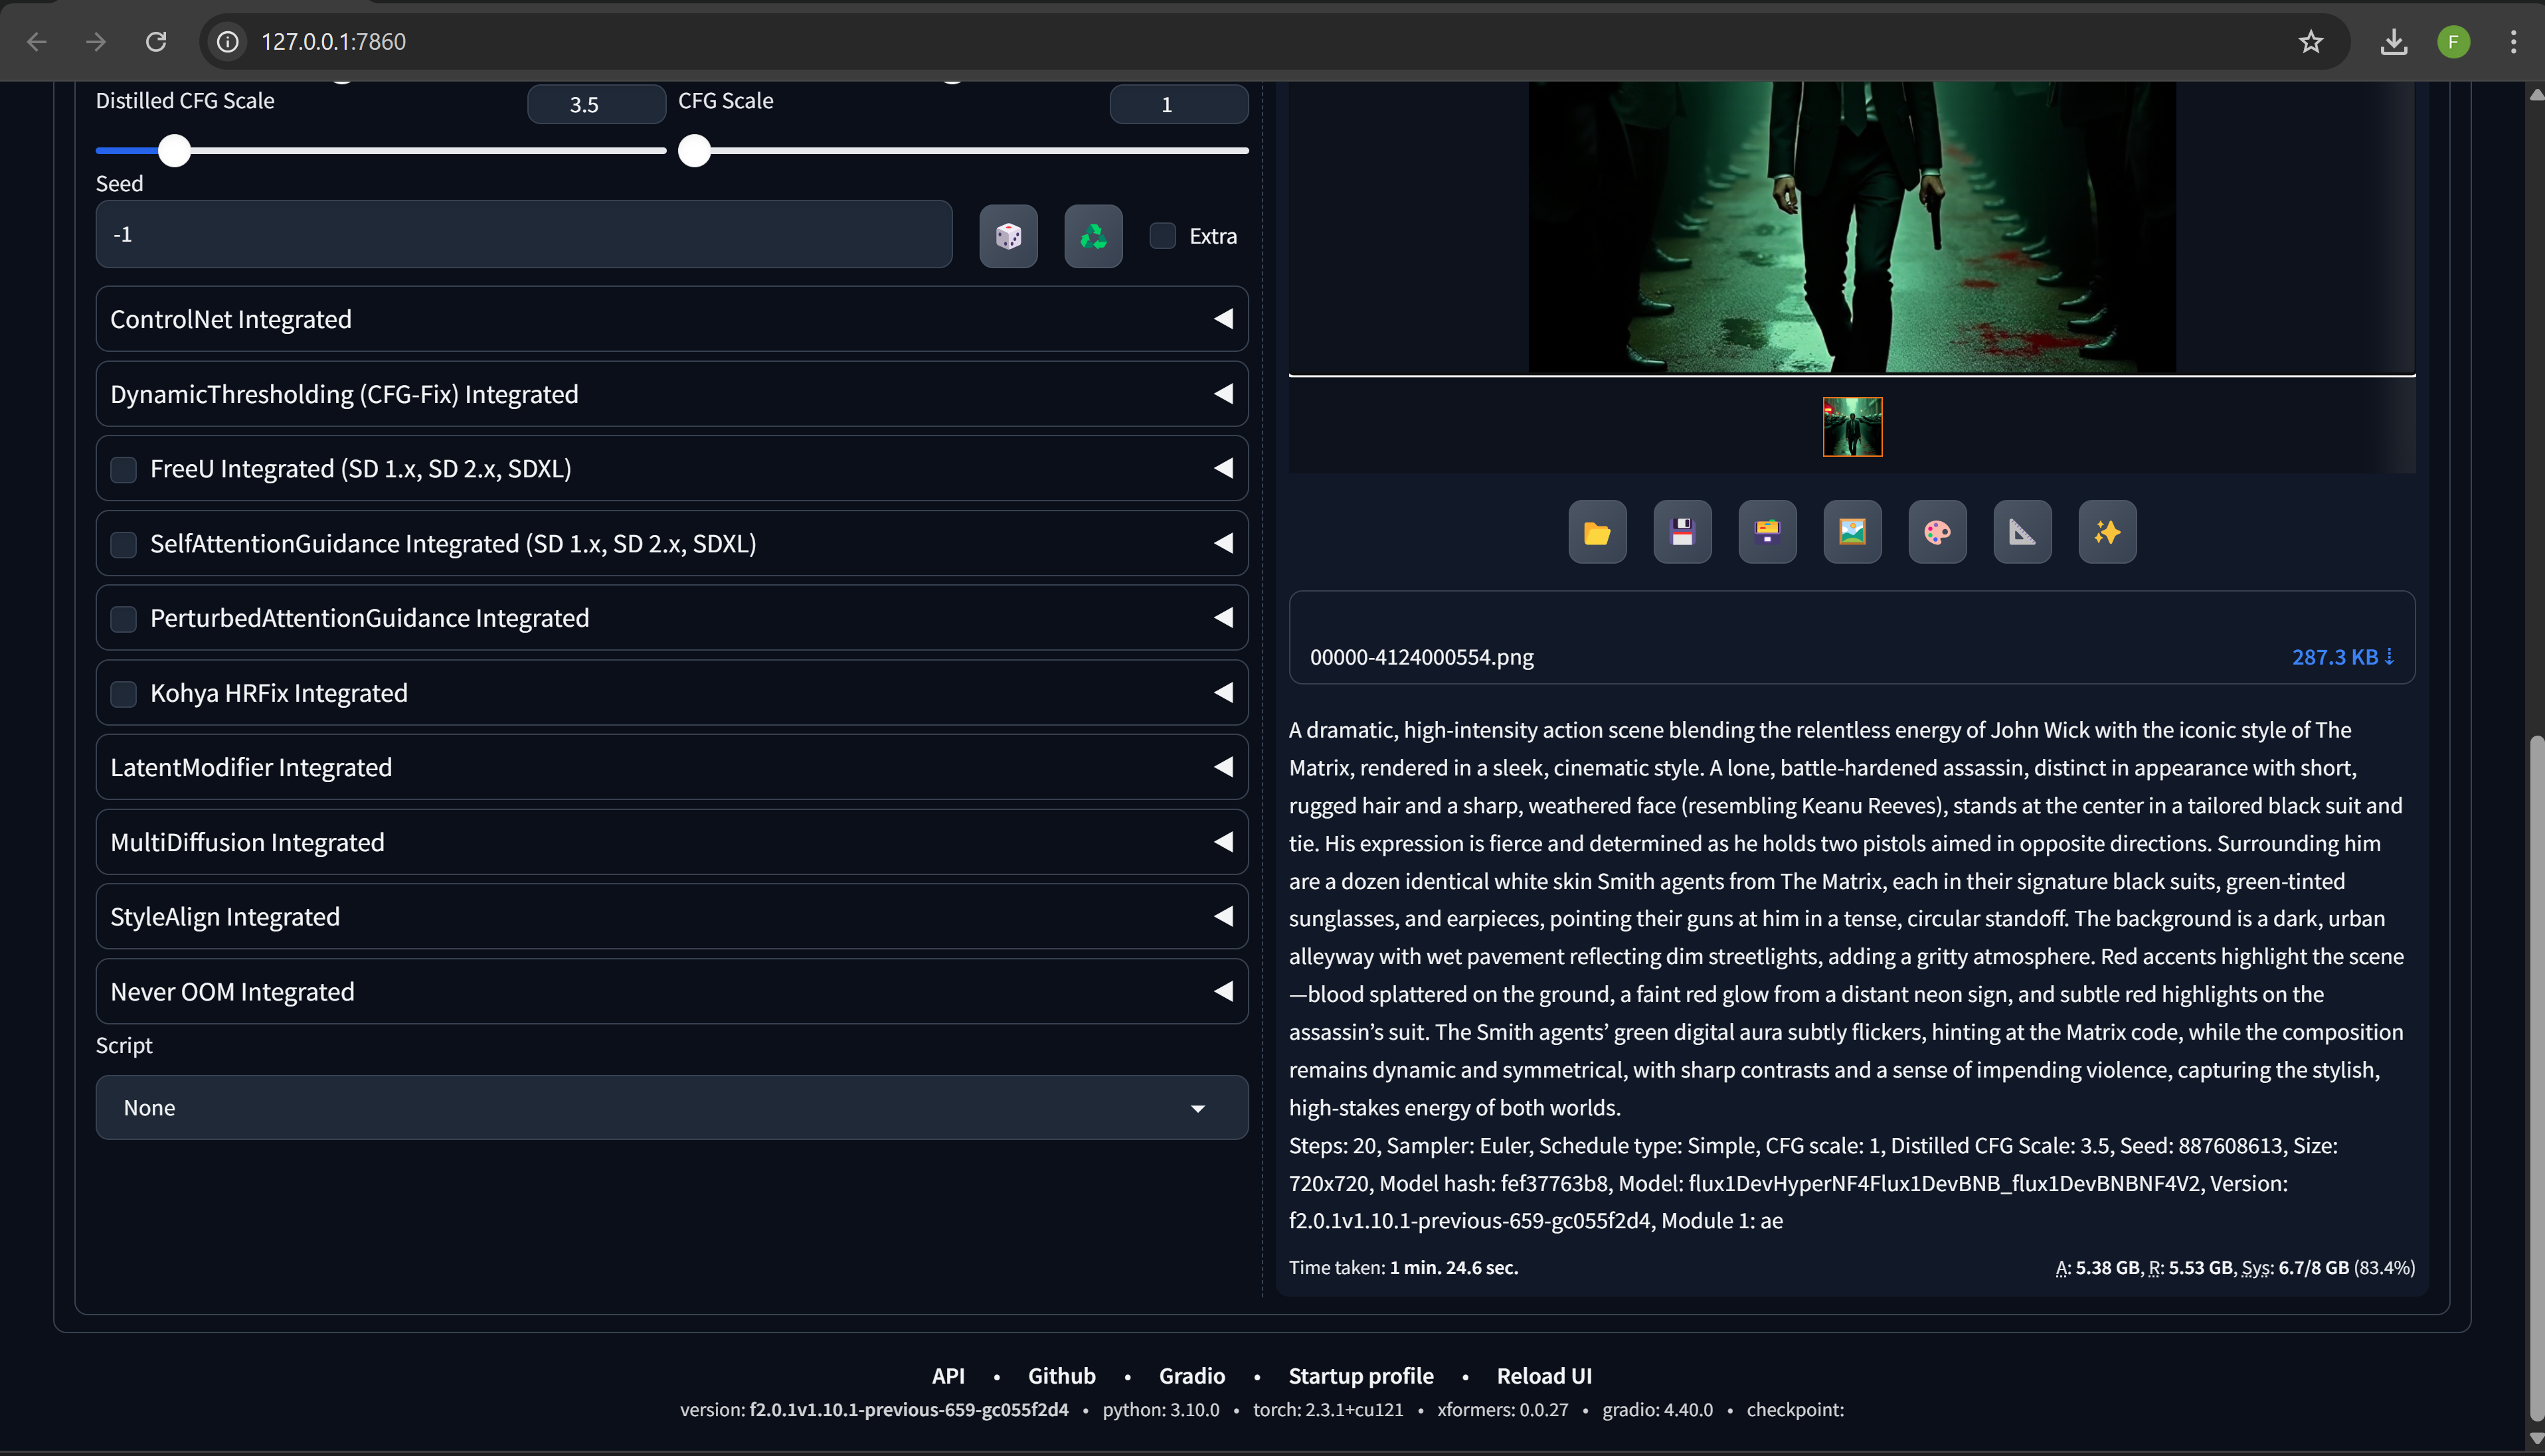 127.0.0.1:7860
F
Distilled CFG Scale
3.5
CFG Scale
1
Seed
-1
Extra
ControlNet Integrated
DynamicThresholding (CFG-Fix) Integrated
FreeU Integrated (SD 1.x, SD 2.x, SDXL)
SelfAttentionGuidance Integrated (SD 1.x, SD 2.x, SDXL)
PerturbedAttentionGuidance Integrated
Kohya HRFix Integrated
LatentModifier Integrated
MultiDiffusion Integrated
StyleAlign Integrated
Never OOM Integrated
Script
None
00000-4124000554.png
287.3 KB ⇣
A dramatic, high-intensity action scene blending the relentless energy of John Wick with the iconic style of The
Matrix, rendered in a sleek, cinematic style. A lone, battle-hardened assassin, distinct in appearance with short,
rugged hair and a sharp, weathered face (resembling Keanu Reeves), stands at the center in a tailored black suit and
tie. His expression is fierce and determined as he holds two pistols aimed in opposite directions. Surrounding him
are a dozen identical white skin Smith agents from The Matrix, each in their signature black suits, green-tinted
sunglasses, and earpieces, pointing their guns at him in a tense, circular standoff. The background is a dark, urban
alleyway with wet pavement reflecting dim streetlights, adding a gritty atmosphere. Red accents highlight the scene
—blood splattered on the ground, a faint red glow from a distant neon sign, and subtle red highlights on the
assassin’s suit. The Smith agents’ green digital aura subtly flickers, hinting at the Matrix code, while the composition
remains dynamic and symmetrical, with sharp contrasts and a sense of impending violence, capturing the stylish,
high-stakes energy of both worlds.
Steps: 20, Sampler: Euler, Schedule type: Simple, CFG scale: 1, Distilled CFG Scale: 3.5, Seed: 887608613, Size:
720x720, Model hash: fef37763b8, Model: flux1DevHyperNF4Flux1DevBNB_flux1DevBNBNF4V2, Version:
f2.0.1v1.10.1-previous-659-gc055f2d4, Module 1: ae
Time taken: 1 min. 24.6 sec.
A: 5.38 GB, R: 5.53 GB, Sys: 6.7/8 GB (83.4%)
API • Github • Gradio • Startup profile • Reload UI
version: f2.0.1v1.10.1-previous-659-gc055f2d4 • python: 3.10.0 • torch: 2.3.1+cu121 • xformers: 0.0.27 • gradio: 4.40.0 • checkpoint: